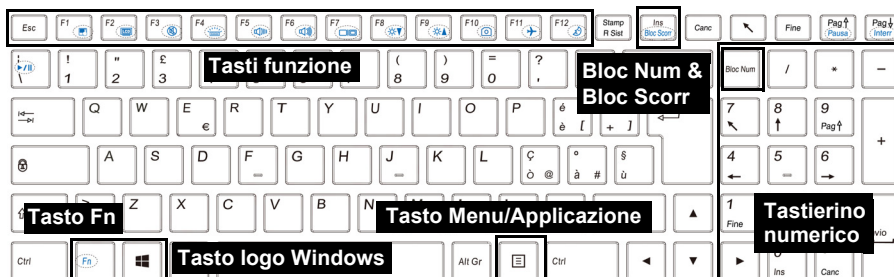 Esc F1 F2 F3 F4 F5 F6 F7 F8 F9 F10 F11 F12 Stamp R Sist Ins Bloc Scorr Canc Fine Pag Pausa Pag Interr
\ ! 1 " 2 £ 3 ( 8 ) 9 = 0 ? ' Bloc Num / * -
Tasti funzione
Bloc Num &
Bloc Scorr
Q W E € R T Y U I O P é è [ + ] 7 8 9 Pag +
A S D F G H J K L ç ò @ ° à # § ù 4 5 6
Z X C V B N 1 Fine
Tasto Fn
Tasto Menu/Applicazione
Tastierino
numerico
Ctrl Fn Alt Gr Ctrl 0 Ins Canc
Tasto logo Windows